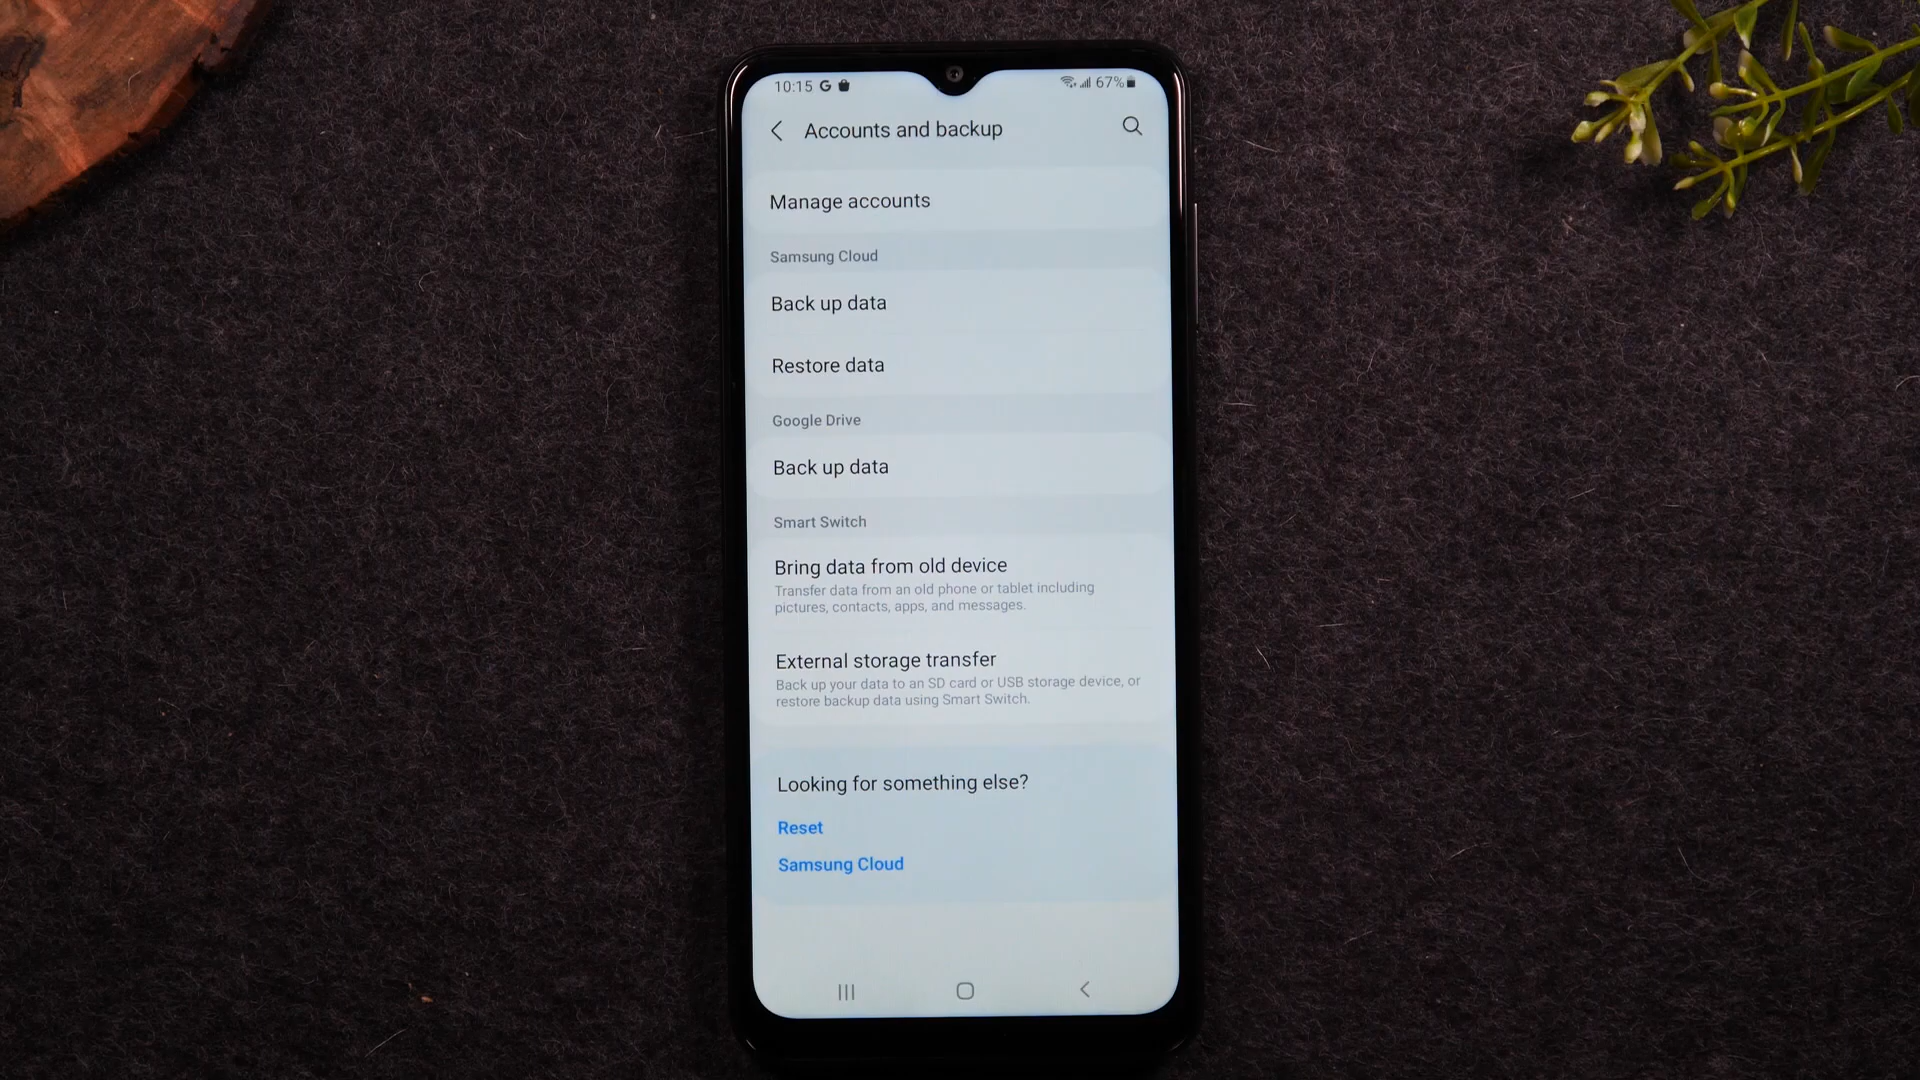 10:15 G 67%
Accounts and backup
Manage accounts
Samsung Cloud
Back up data
Restore data
Google Drive
Back up data
Smart Switch
Bring data from old device
Transfer data from an old phone or tablet including
pictures, contacts, apps, and messages.
External storage transfer
Back up your data to an SD card or USB storage device, or
restore backup data using Smart Switch.
Looking for something else?
Reset
Samsung Cloud